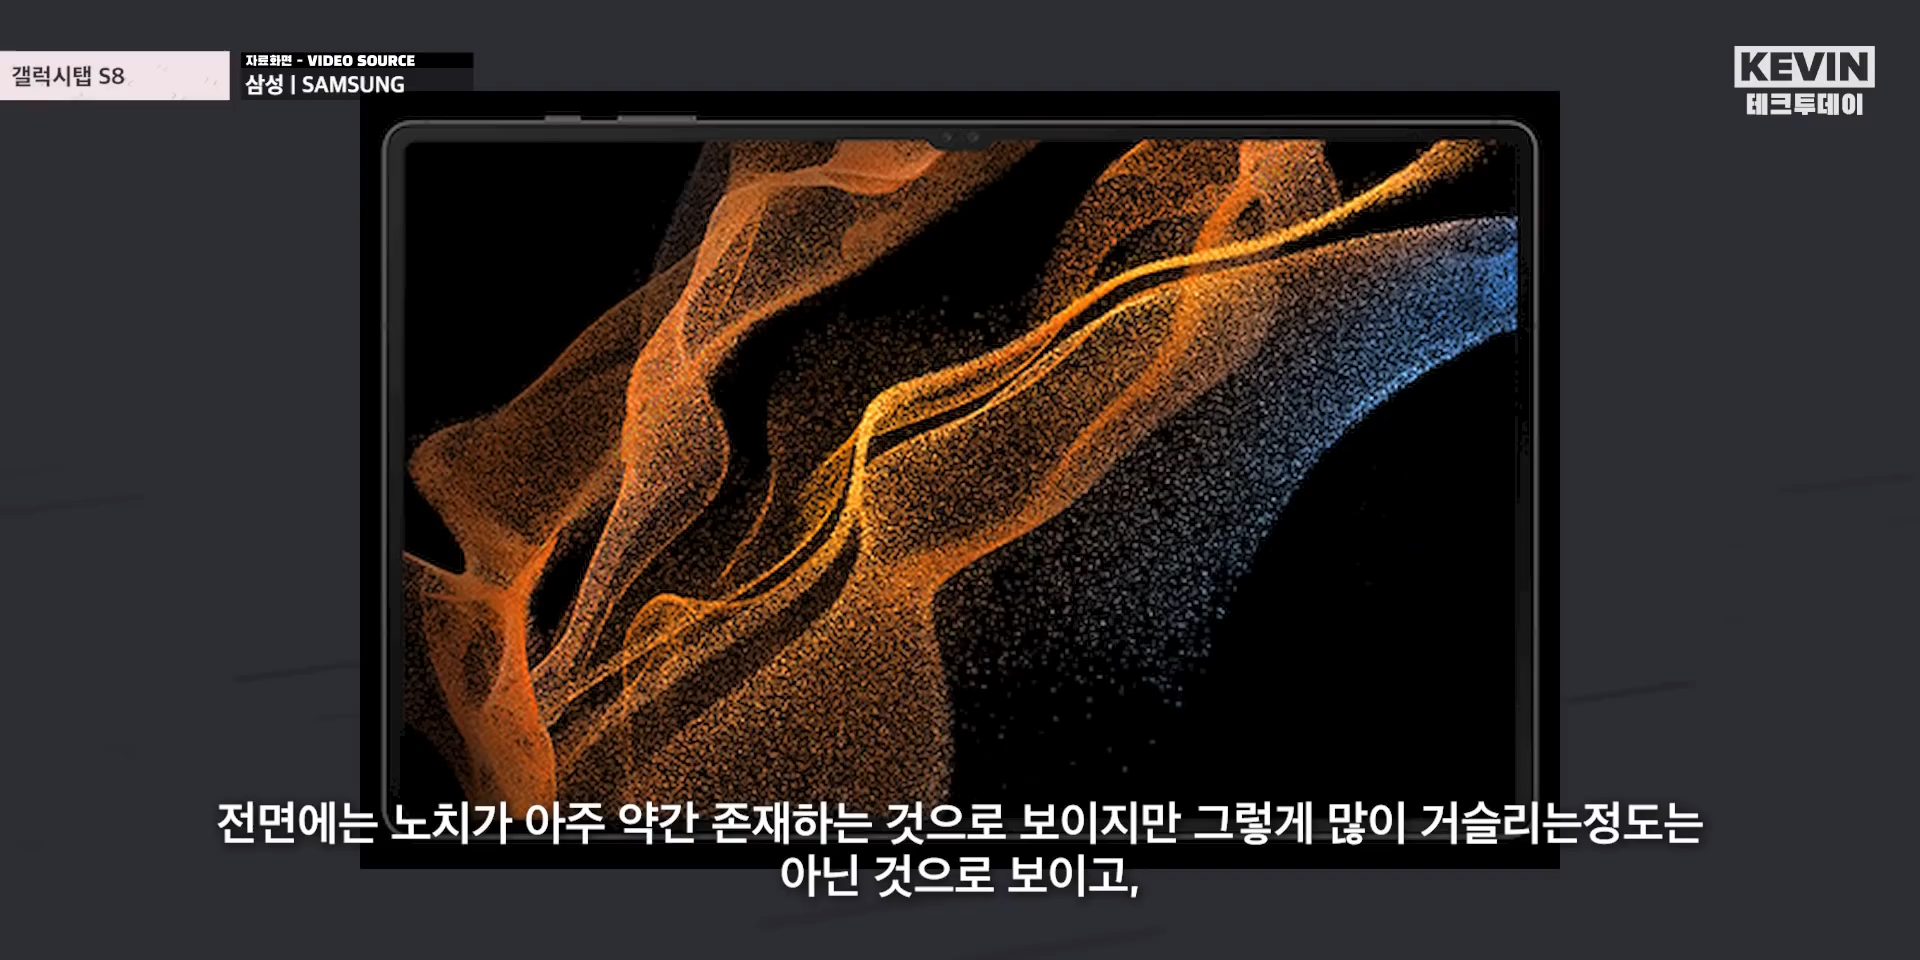 갤럭시탭 S8
자료화면 - VIDEO SOURCE
삼성 | SAMSUNG
KEVIN
테크투데이
전면에는 노치가 아주 약간 존재하는 것으로 보이지만 그렇게 많이 거슬리는정도는
아닌 것으로 보이고,